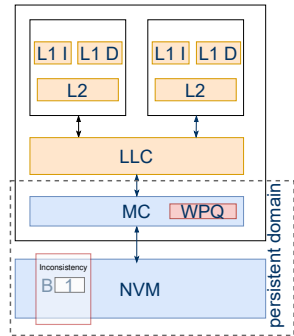 L1 I L1 D L1 I L1 D
L2 L2
LLC
MC WPQ
persistent domain
Inconsistency
B 1
NVM